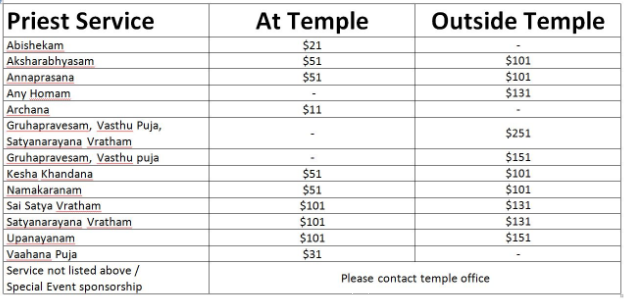 Priest Service At Temple Outside Temple
Abishekam $21 -
Aksharabhyasam $51 $101
Annaprasana $51 $101
Any Homam - $131
Archana $11 -
Gruhapravesam, Vasthu Puja,
Satyanarayana Vratham - $251
Gruhapravesam, Vasthu puja - $151
Kesha Khandana $51 $101
Namakaranam $51 $101
Sai Satya Vratham $101 $131
Satyanarayana Vratham $101 $131
Upanayanam $101 $151
Vaahana Puja $31 -
Service not listed above /
Special Event sponsorship Please contact temple office